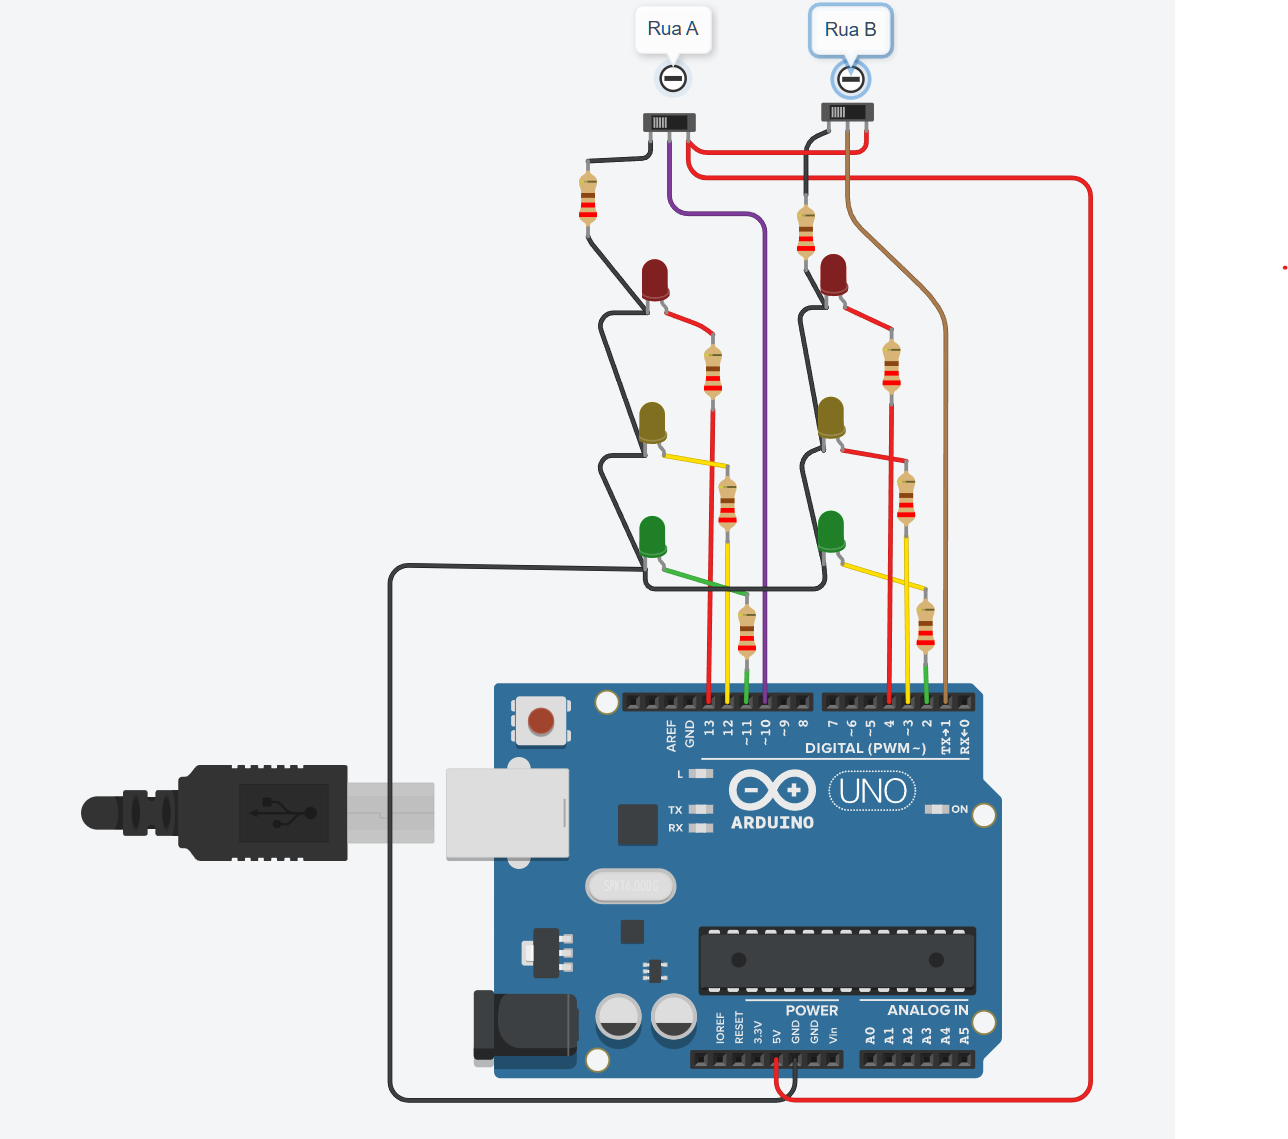 Rua A
Rua B
AREF
GND
13
12
~11
~10
~9
8
7
~6
~5
4
~3
2
TX→1
RX←0
DIGITAL (PWM~)
L
TX
RX
UNO
ARDUINO
ON
SPK16.000G
POWER
ANALOG IN
IOREF
RESET
3.3V
5V
GND
GND
Vin
A0
A1
A2
A3
A4
A5